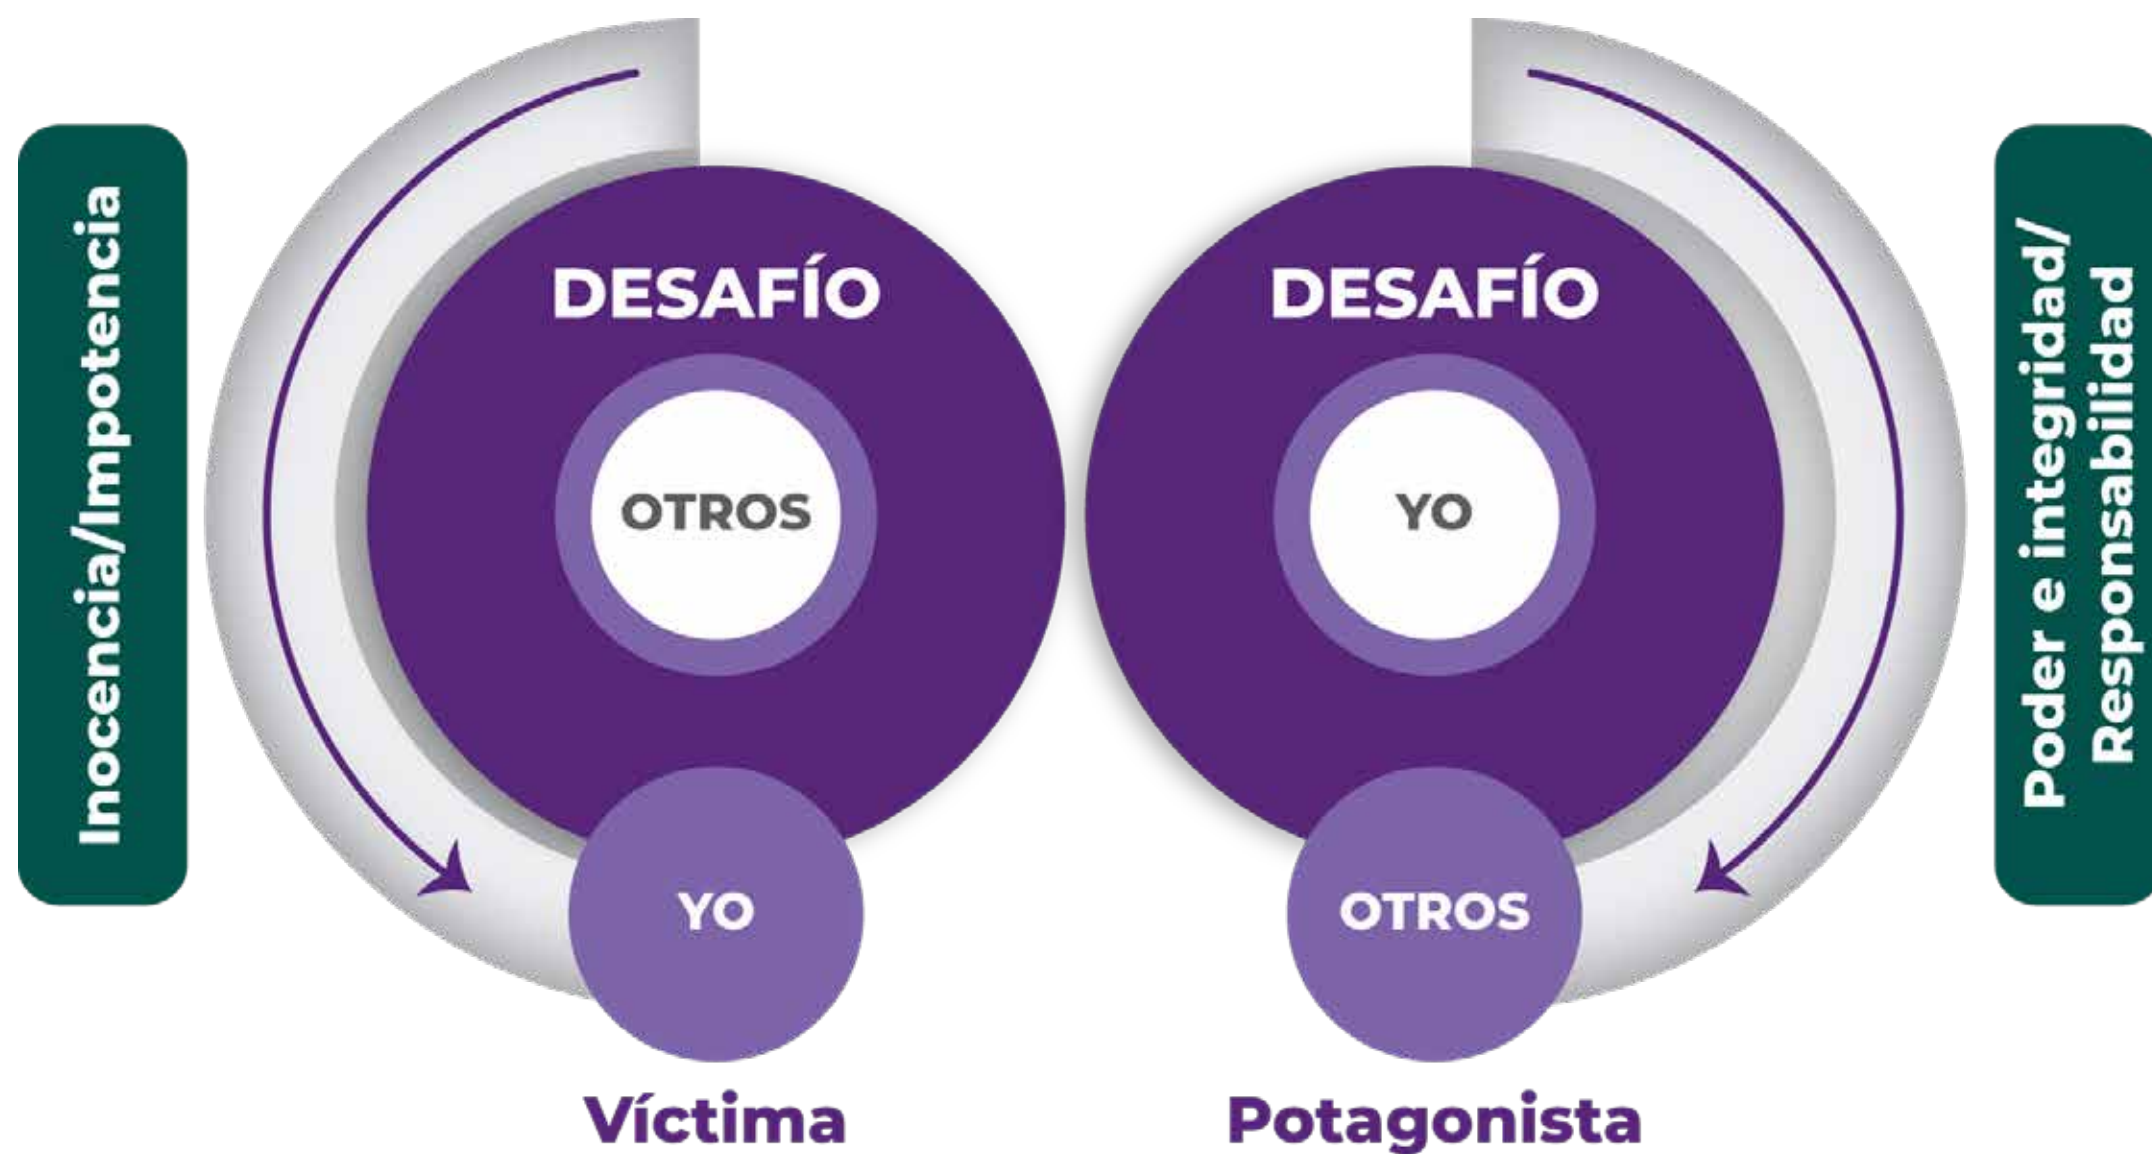 Inocencia/Impotencia
DESAFÍO
OTROS
YO
Víctima
DESAFÍO
YO
OTROS
Potagonista
Poder e integridad/
Responsabilidad